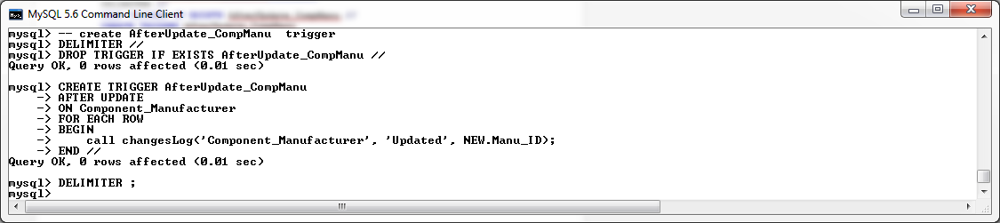 MySQL 5.6 Command Line Client
mysql> -- create AfterUpdate_CompManu  trigger
mysql> DELIMITER //
mysql> DROP TRIGGER IF EXISTS AfterUpdate_CompManu //
Query OK, 0 rows affected (0.01 sec)

mysql> CREATE TRIGGER AfterUpdate_CompManu
    -> AFTER UPDATE
    -> ON Component_Manufacturer
    -> FOR EACH ROW
    -> BEGIN
    ->     call changesLog('Component_Manufacturer', 'Updated', NEW.Manu_ID);
    -> END //
Query OK, 0 rows affected (0.01 sec)

mysql> DELIMITER ;
mysql>